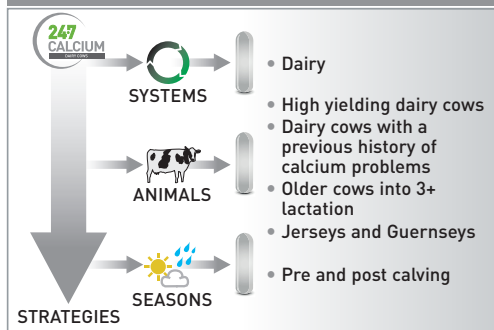 247
CALCIUM
DAIRY COWS
SYSTEMS
• Dairy
ANIMALS
• High yielding dairy cows
• Dairy cows with a
previous history of
calcium problems
• Older cows into 3+
lactation
• Jerseys and Guernseys
SEASONS
• Pre and post calving
STRATEGIES